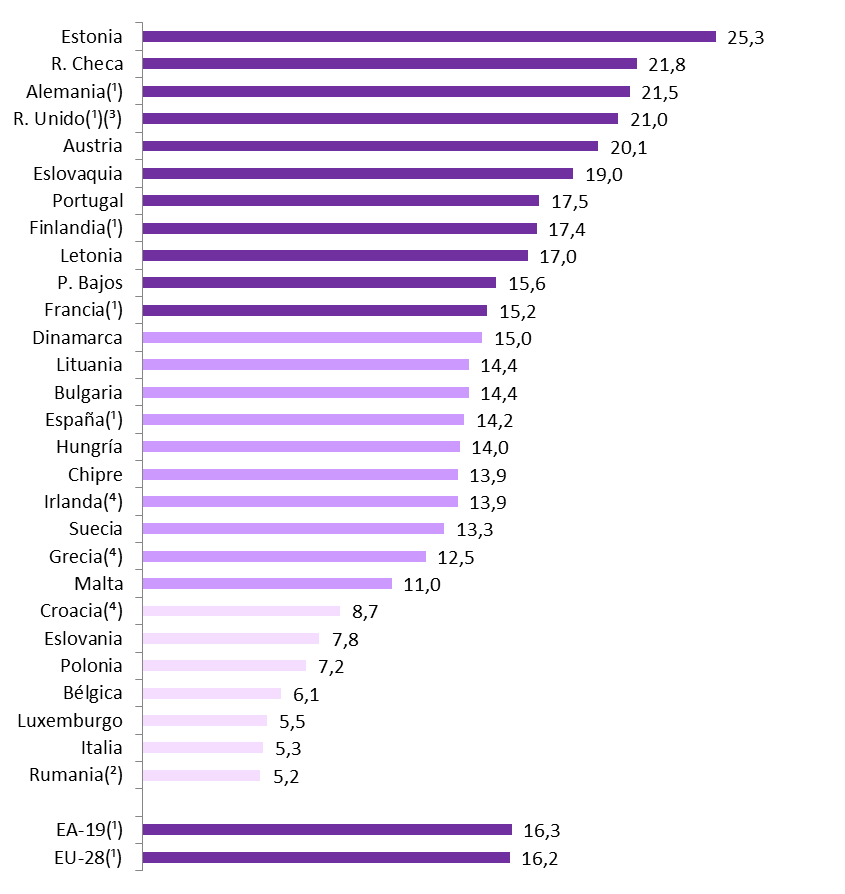 Estonia 25,3
R. Checa 21,8
Alemania(¹) 21,5
R. Unido(¹)(³) 21,0
Austria 20,1
Eslovaquia 19,0
Portugal 17,5
Finlandia(¹) 17,4
Letonia 17,0
P. Bajos 15,6
Francia(¹) 15,2
Dinamarca 15,0
Lituania 14,4
Bulgaria 14,4
España(¹) 14,2
Hungría 14,0
Chipre 13,9
Irlanda(⁴) 13,9
Suecia 13,3
Grecia(⁴) 12,5
Malta 11,0
Croacia(⁴) 8,7
Eslovania 7,8
Polonia 7,2
Bélgica 6,1
Luxemburgo 5,5
Italia 5,3
Rumania(²) 5,2
EA-19(¹) 16,3
EU-28(¹) 16,2